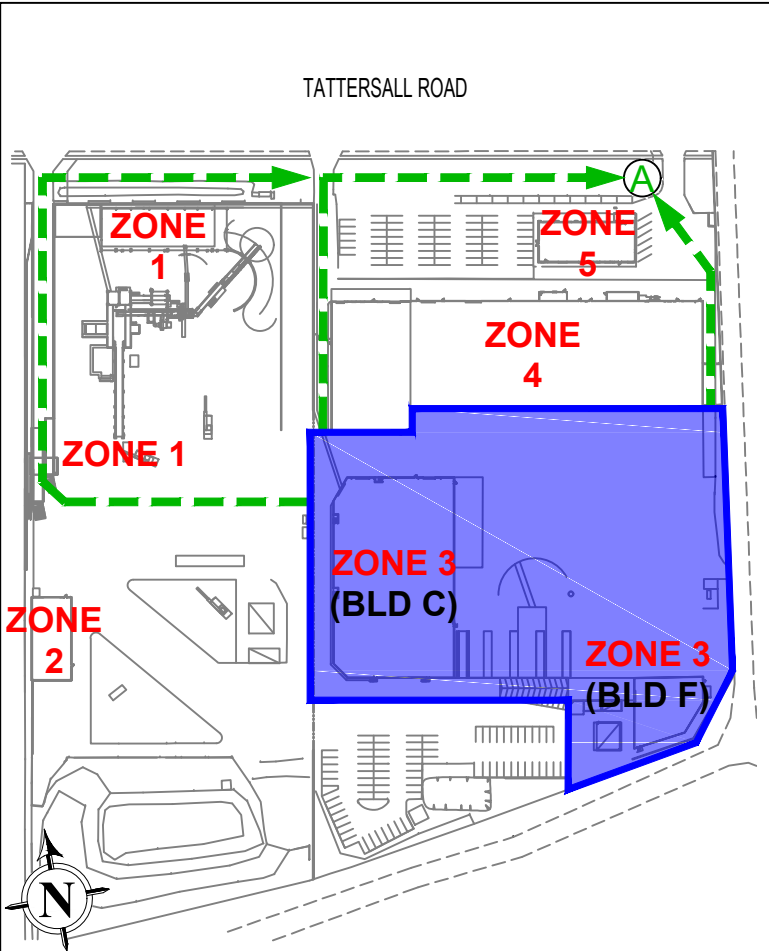 TATTERSALL ROAD
A
ZONE
1
ZONE
5
ZONE
4
ZONE 1
ZONE 3
(BLD C)
ZONE
2
ZONE 3
(BLD F)
N